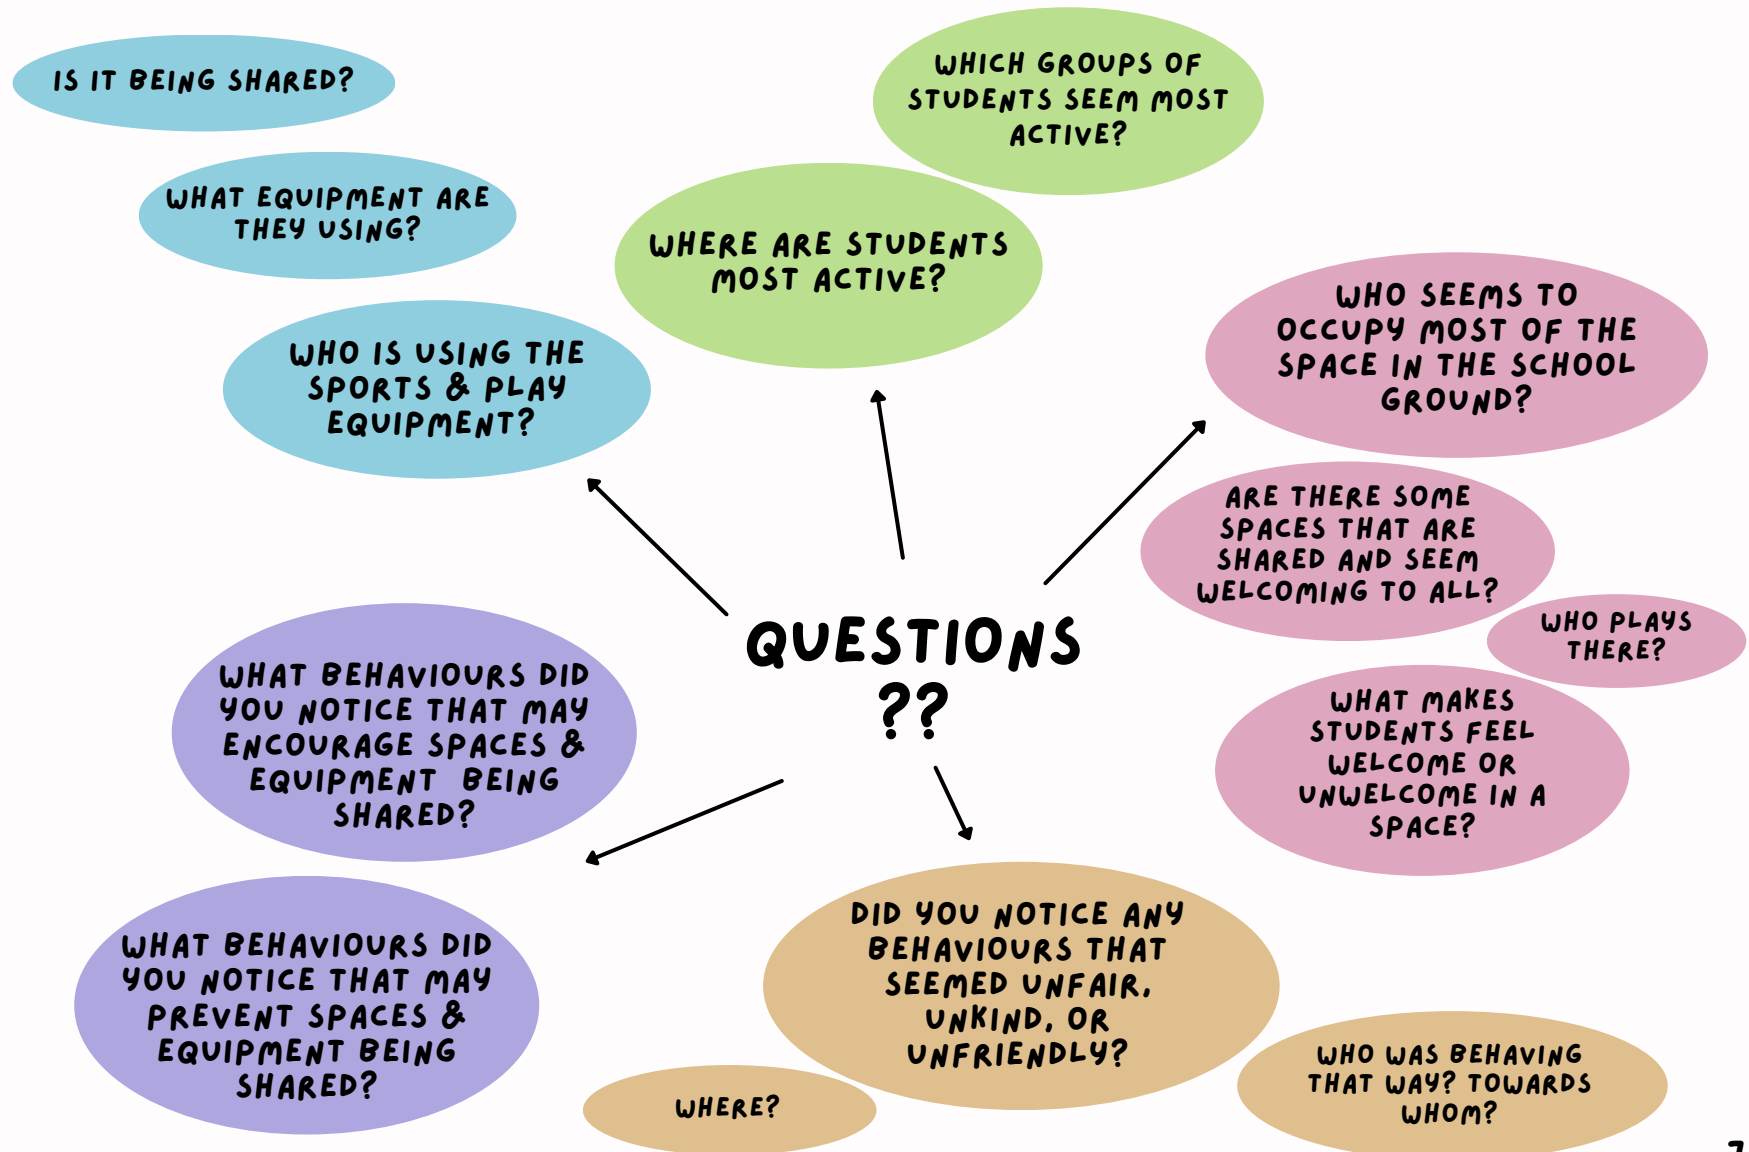 IS IT BEING SHARED?
WHAT EQUIPMENT ARE
THEY USING?
WHO IS USING THE
SPORTS & PLAY
EQUIPMENT?
WHICH GROUPS OF
STUDENTS SEEM MOST
ACTIVE?
WHERE ARE STUDENTS
MOST ACTIVE?
WHO SEEMS TO
OCCUPY MOST OF THE
SPACE IN THE SCHOOL
GROUND?
ARE THERE SOME
SPACES THAT ARE
SHARED AND SEEM
WELCOMING TO ALL?
WHO PLAYS
THERE?
WHAT MAKES
STUDENTS FEEL
WELCOME OR
UNWELCOME IN A
SPACE?
QUESTIONS
??
WHAT BEHAVIOURS DID
YOU NOTICE THAT MAY
ENCOURAGE SPACES &
EQUIPMENT BEING
SHARED?
WHAT BEHAVIOURS DID
YOU NOTICE THAT MAY
PREVENT SPACES &
EQUIPMENT BEING
SHARED?
DID YOU NOTICE ANY
BEHAVIOURS THAT
SEEMED UNFAIR,
UNKIND, OR
UNFRIENDLY?
WHERE?
WHO WAS BEHAVING
THAT WAY? TOWARDS
WHOM?